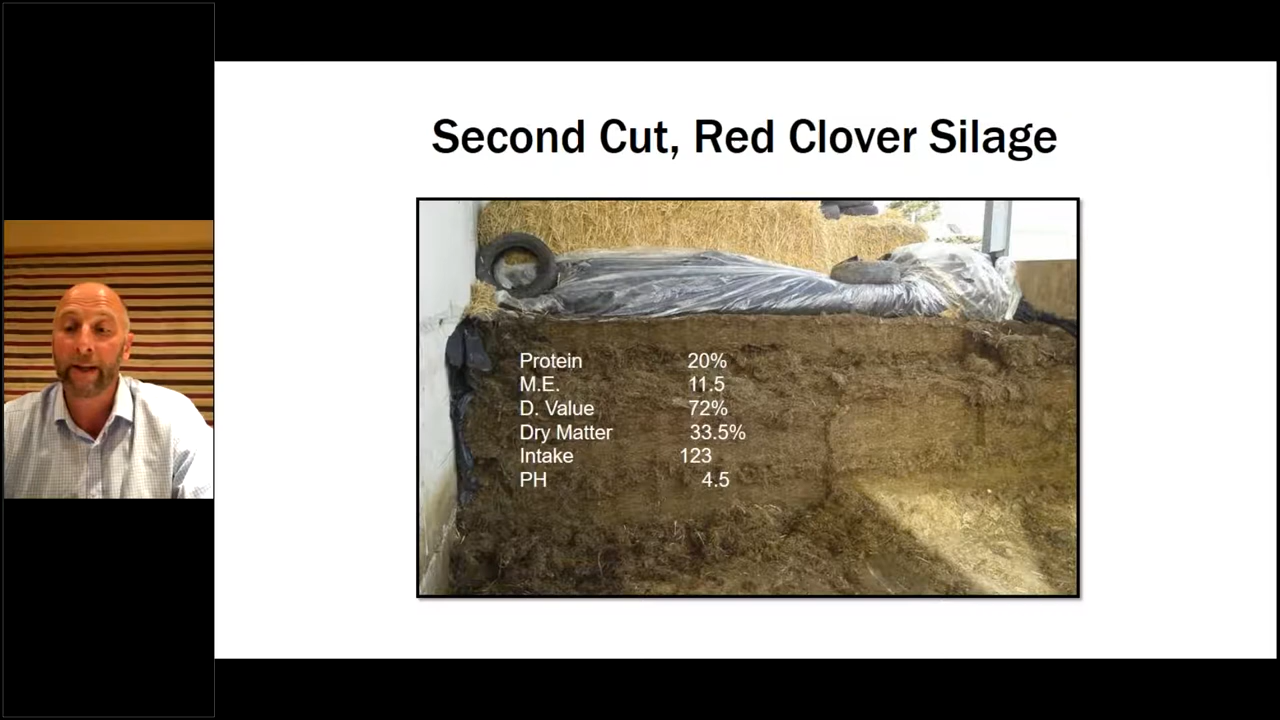 Second Cut, Red Clover Silage
Protein 20%
M.E. 11.5
D. Value 72%
Dry Matter 33.5%
Intake 123
PH 4.5